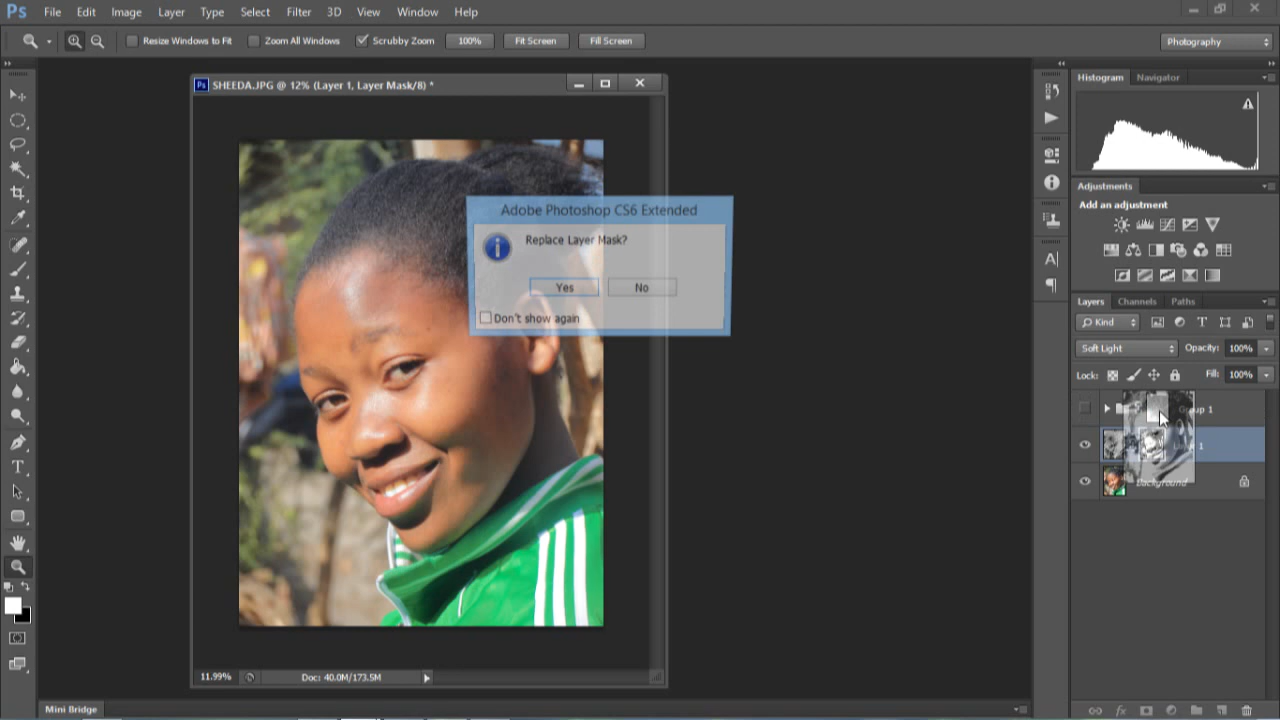 Ps File Edit Image Layer Type Select Filter 3D View Window Help
Resize Windows to Fit Zoom All Windows Scrubby Zoom 100% Fit Screen Fill Screen Photography
Ps SHEEDA.JPG @ 12% (Layer 1, Layer Mask/8) *
Histogram Navigator
Adjustments
Add an adjustment
Adobe Photoshop CS6 Extended
Replace Layer Mask?
Yes No
Don't show again
Layers Channels Paths
Kind
Soft Light Opacity: 100%
Lock: Fill: 100%
Group 1
Background
11.99% Doc: 40.0M/173.5M
Mini Bridge